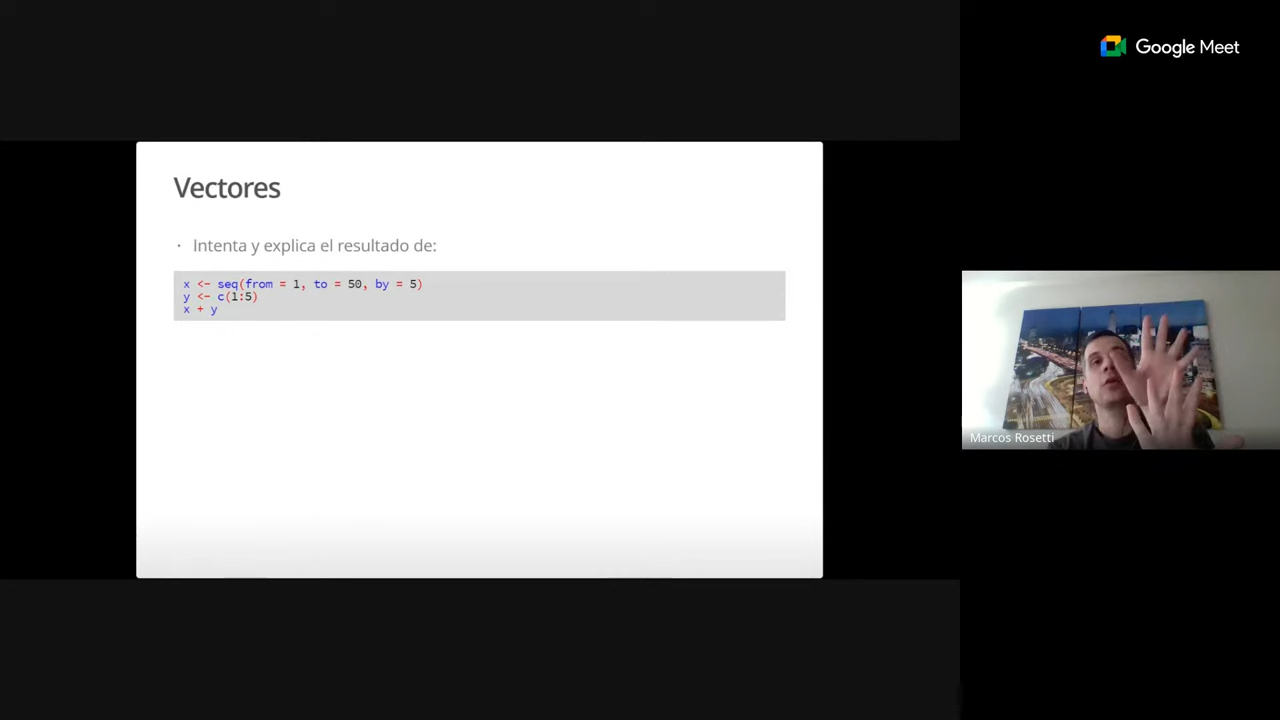 Google Meet
Vectores
· Intenta y explica el resultado de:
x <- seq(from = 1, to = 50, by = 5)
y <- c(1:5)
x + y
Marcos Rosetti